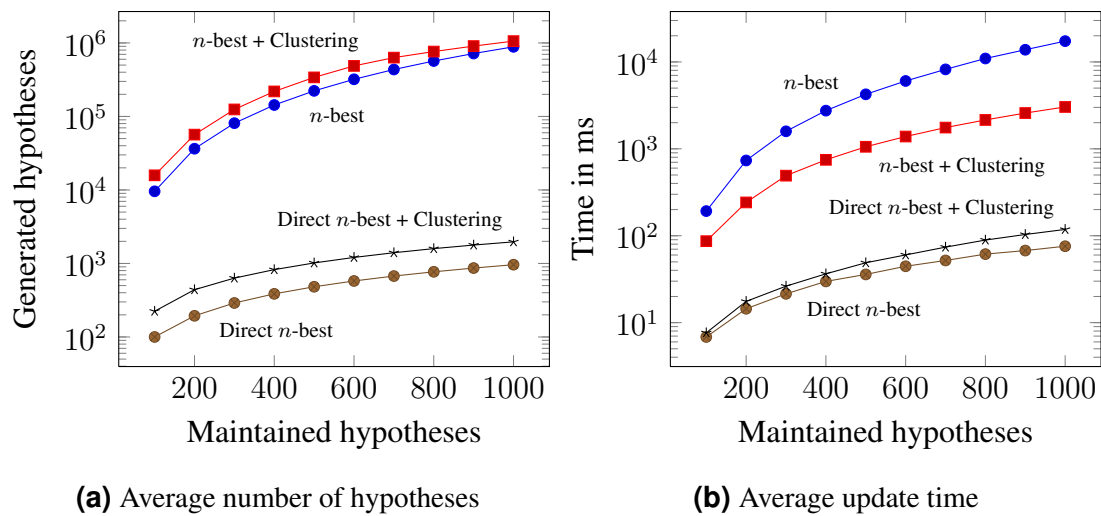 Generated hypotheses
10^6
10^5
10^4
10^3
10^2
n-best + Clustering
n-best
Direct n-best + Clustering
Direct n-best
200 400 600 800 1000
Maintained hypotheses
(a) Average number of hypotheses
Time in ms
10^4
10^3
10^2
10^1
n-best
n-best + Clustering
Direct n-best + Clustering
Direct n-best
200 400 600 800 1000
Maintained hypotheses
(b) Average update time